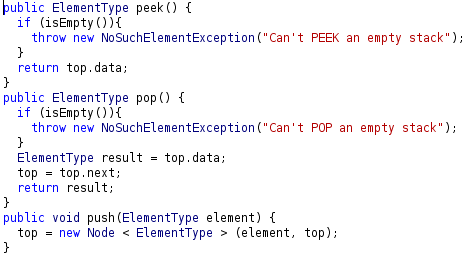 public ElementType peek() {
  if (isEmpty()){
    throw new NoSuchElementException("Can't PEEK an empty stack");
  }
  return top.data;
}
public ElementType pop() {
  if (isEmpty()){
    throw new NoSuchElementException("Can't POP an empty stack");
  }
  ElementType result = top.data;
  top = top.next;
  return result;
}
public void push(ElementType element) {
  top = new Node < ElementType > (element, top);
}